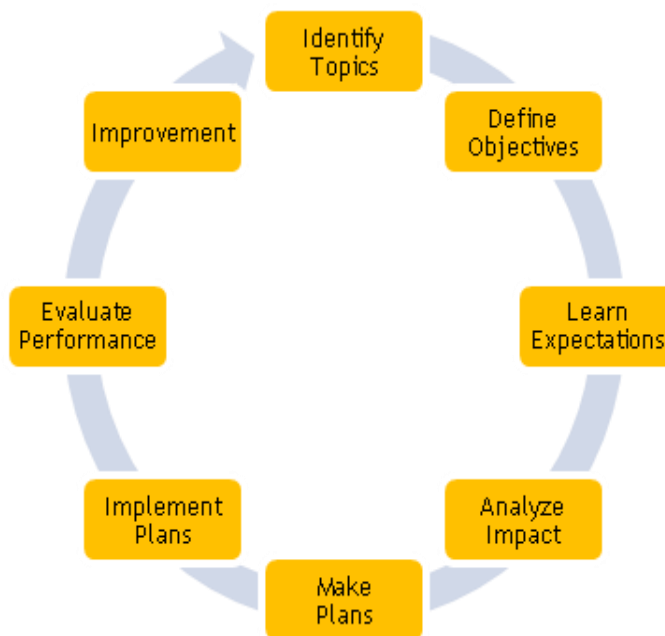 Identify
Topics
Define
Objectives
Learn
Expectations
Analyze
Impact
Make
Plans
Implement
Plans
Evaluate
Performance
Improvement